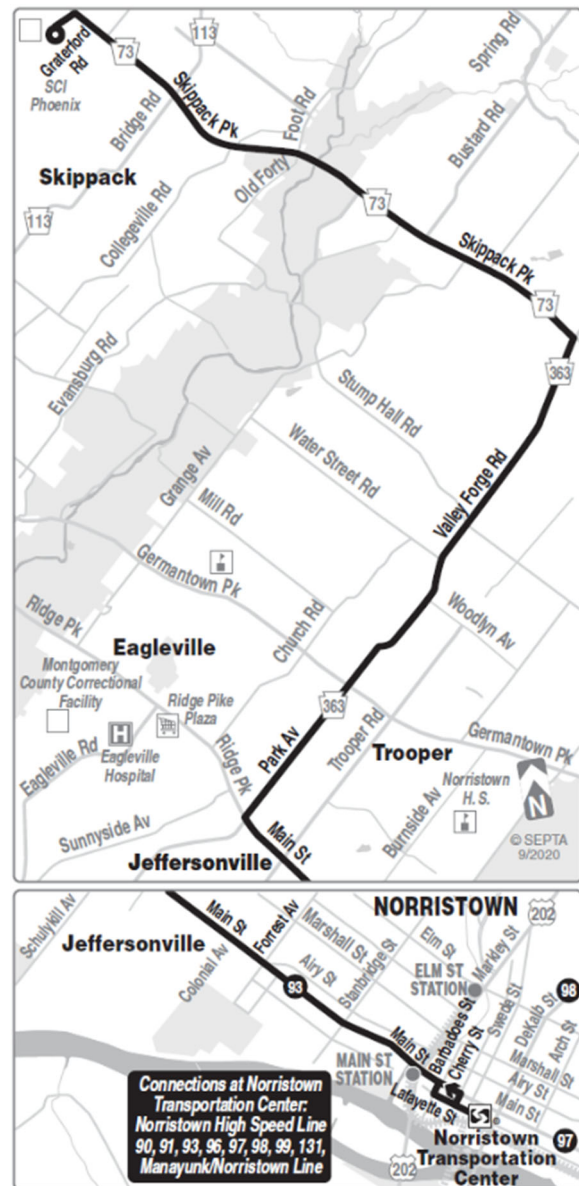 Graterford
Rd
SCI
Phoenix
73
113
Skippack Pk
Bridge Rd
Foot Rd
Old Forty
Spring Rd
Bustard Rd
Skippack
113
Collegeville Rd
73
Skippack Pk
73
363
Evansburg Rd
Stump Hall Rd
Water Street Rd
Grange Av
Mill Rd
Valley Forge Rd
Germantown Pk
Ridge Pk
Church Rd
Woodlyn Av
Eagleville
Montgomery
County Correctional
Facility
Ridge Pike
Plaza
H
Eagleville
Hospital
Eagleville Rd
Ridge Pk
363
Park Av
Trooper Rd
Trooper
Germantown Pk
Norristown
H. S.
N
Burnside Av
Sunnyside Av
Main St
© SEPTA
9/2020
Jeffersonville
Schuylkill Av
Jeffersonville
Main St
Forrest Av
Colonial Av
Marshall St
Airy St
Stanbridge St
Elm St
NORRISTOWN
202
ELM ST
STATION
Markley St
Swede St
DeKalb St
98
Arch St
93
Main St
Barbadoes St
Cherry St
Marshall St
Airy St
Main St
MAIN ST
STATION
Lafayette St
97
202
Norristown
Transportation
Center
Connections at Norristown
Transportation Center:
Norristown High Speed Line
90, 91, 93, 96, 97, 98, 99, 131,
Manayunk/Norristown Line